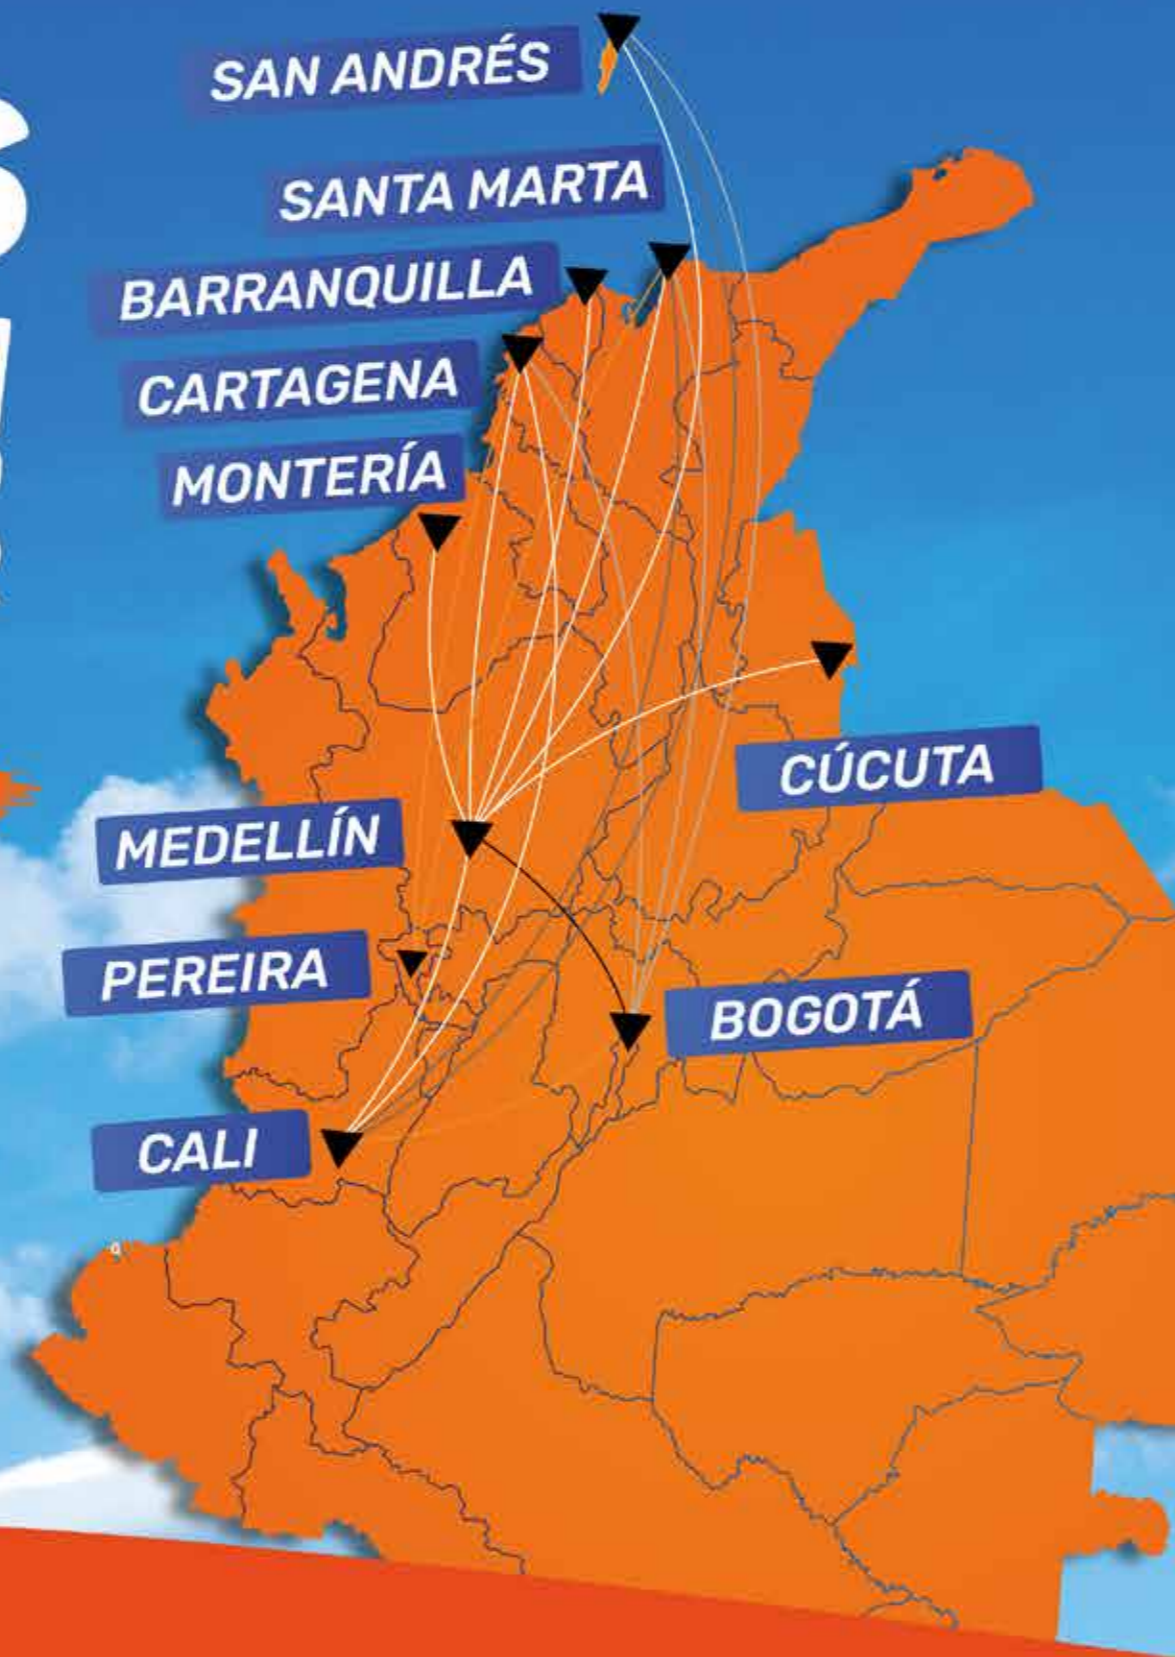 SAN ANDRÉS
SANTA MARTA
BARRANQUILLA
CARTAGENA
MONTERÍA
CÚCUTA
MEDELLÍN
PEREIRA
BOGOTÁ
CALI